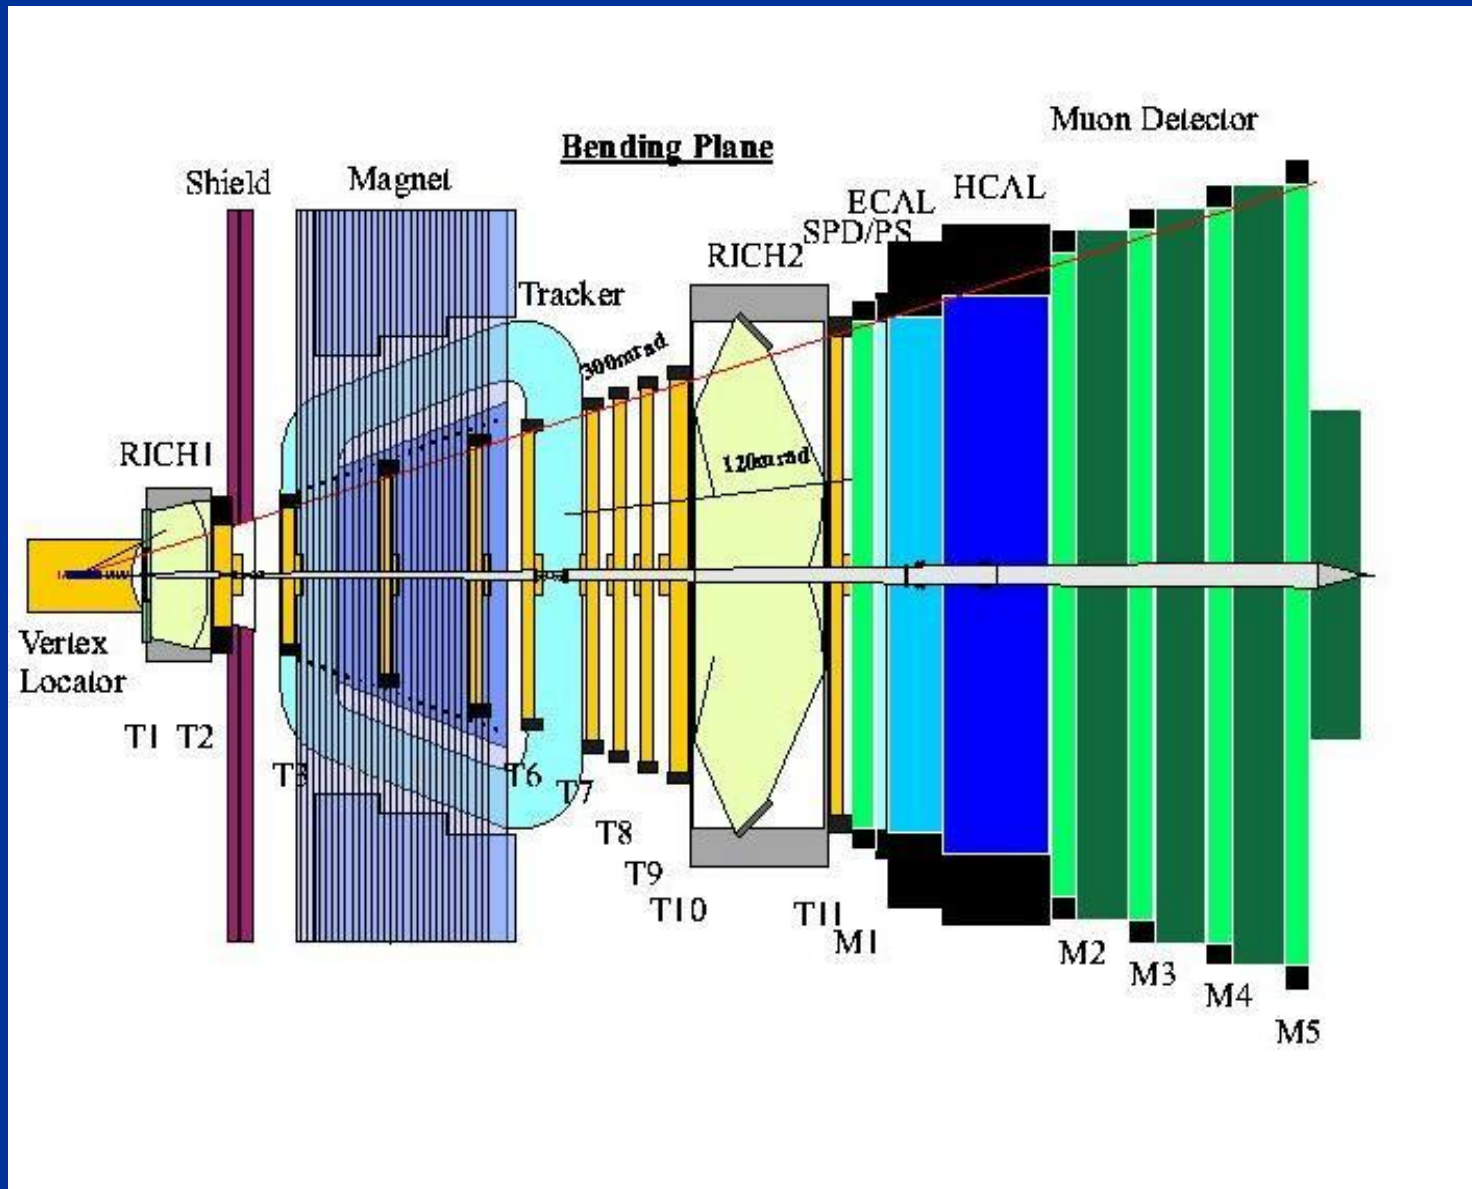 Muon Detector
Bending Plane
Shield
Magnet
HCAL
ECAL
SPD/PS
RICH2
Tracker
300mrad
RICH1
120mrad
Vertex
Locator
T1
T2
T3
T6
T7
T8
T9
T10
T11
M1
M2
M3
M4
M5